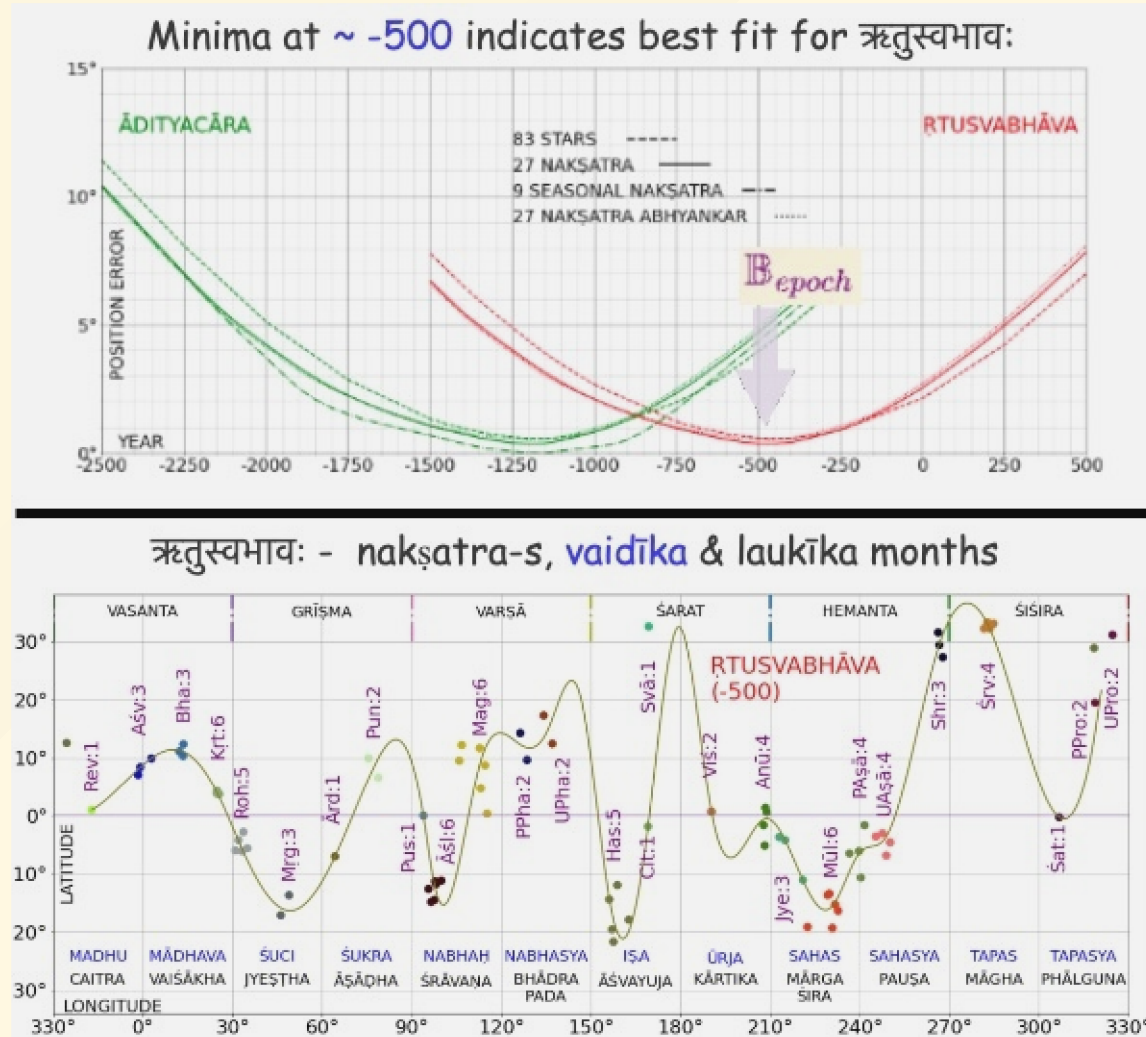 Minima at ~ -500 indicates best fit for ऋतुस्वभावः
15°
ĀDITYACĀRA
ṚTUSVABHĀVA
83 STARS
27 NAKṢATRA
9 SEASONAL NAKṢATRA
27 NAKṢATRA ABHYANKAR
10°
POSITION ERROR
𝔹epoch
5°
YEAR
0°
-2500 -2250 -2000 -1750 -1500 -1250 -1000 -750 -500 -250 0 250 500
ऋतुस्वभावः - nakṣatra-s, vaidīka & laukīka months
VASANTA GRĪṢMA VARṢĀ ŚARAT HEMANTA ŚIŚIRA
30°
ṚTUSVABHĀVA
(-500)
20°
10°
0°
10°
20°
30°
LATITUDE
Rev:1
Aśv:3
Bha:3
Kṛt:6
Roh:5
Mṛg:3
Ārd:1
Pun:2
Pus:1
Āśl:6
Mag:6
PPha:2
UPha:2
Has:5
Cit:1
Svā:1
Viś:2
Anū:4
Jye:3
Mūl:6
PAṣā:4
UAṣā:4
Shr:3
Śrv:4
Śat:1
PPro:2
UPro:2
MADHU MĀDHAVA ŚUCI ŚUKRA NABHAḤ NABHASYA IṢA ŪRJA SAHAS SAHASYA TAPAS TAPASYA
CAITRA VAIŚĀKHA JYEṢṬHA ĀṢĀḌHA ŚRĀVAṆA BHĀDRA ĀŚVAYUJA KĀRTIKA MĀRGA PAUṢA MĀGHA PHĀLGUNA
PADA ŚIRA
LONGITUDE
330° 0° 30° 60° 90° 120° 150° 180° 210° 240° 270° 300° 330°